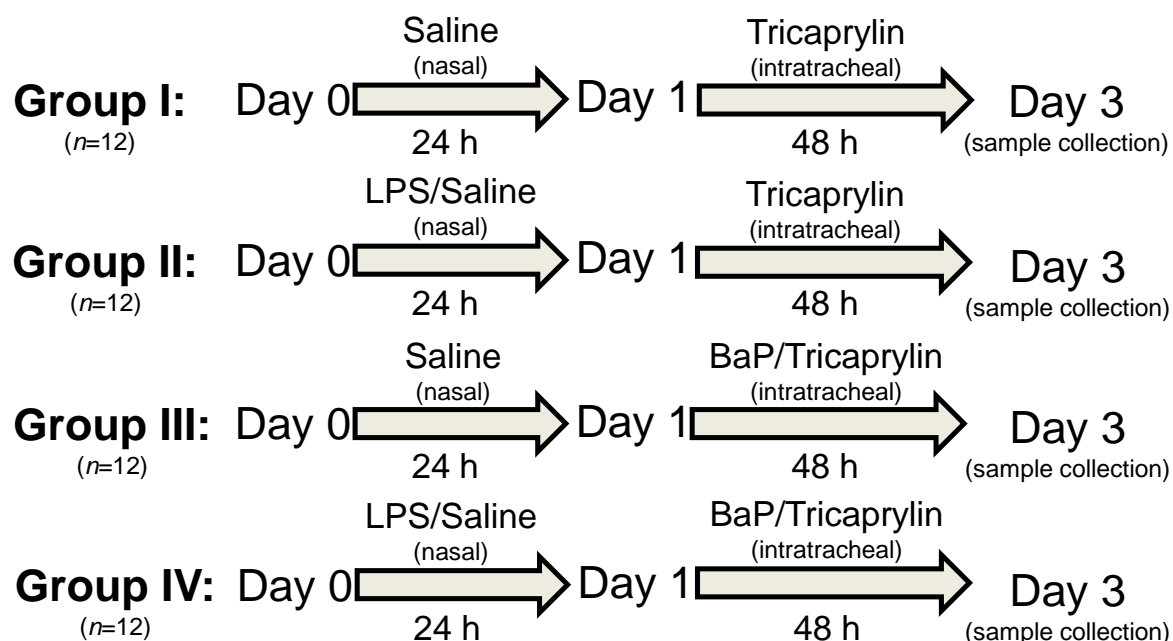 Saline Tricaprylin
(nasal) (intratracheal)
Group I: Day 0 Day 1 Day 3
(n=12) 24 h 48 h (sample collection)
LPS/Saline Tricaprylin
(nasal) (intratracheal)
Group II: Day 0 Day 1 Day 3
(n=12) 24 h 48 h (sample collection)
Saline BaP/Tricaprylin
(nasal) (intratracheal)
Group III: Day 0 Day 1 Day 3
(n=12) 24 h 48 h (sample collection)
LPS/Saline BaP/Tricaprylin
(nasal) (intratracheal)
Group IV: Day 0 Day 1 Day 3
(n=12) 24 h 48 h (sample collection)